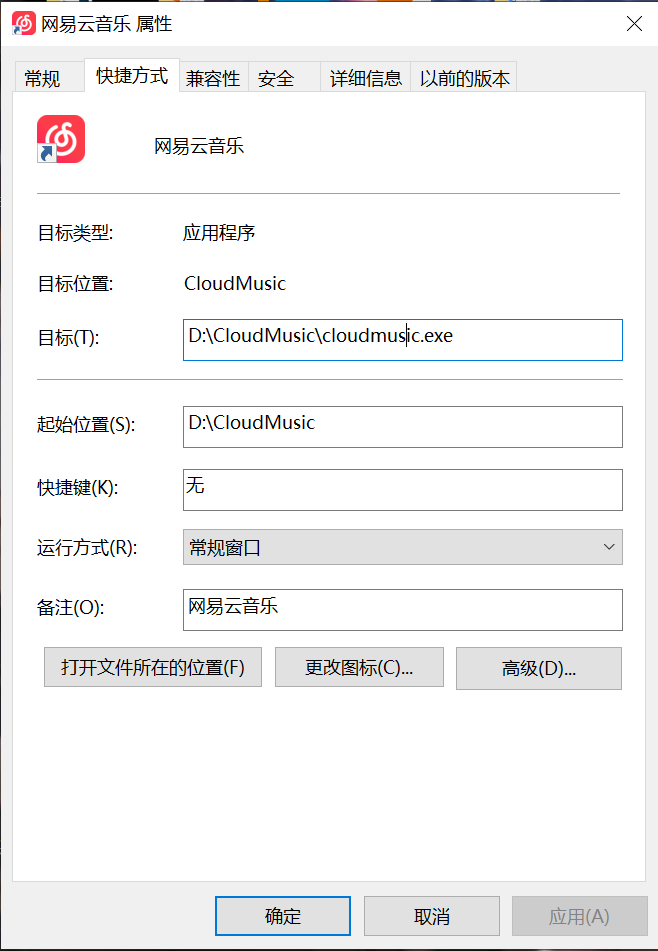 网易云音乐 属性
常规 快捷方式 兼容性 安全 详细信息 以前的版本
网易云音乐
目标类型: 应用程序
目标位置: CloudMusic
目标(T): D:\CloudMusic\cloudmusic.exe
起始位置(S): D:\CloudMusic
快捷键(K): 无
运行方式(R): 常规窗口
备注(O): 网易云音乐
打开文件所在的位置(F) 更改图标(C)... 高级(D)...
确定 取消 应用(A)